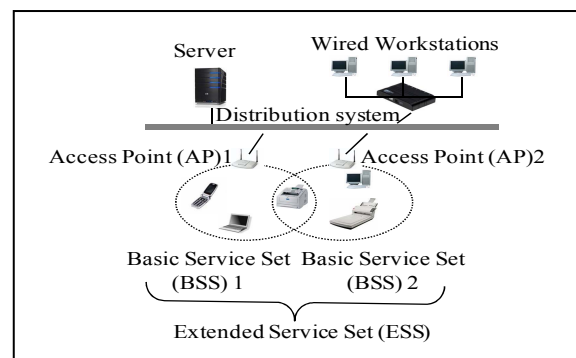 Server
Wired Workstations
Distribution system
Access Point (AP)1
Access Point (AP)2
Basic Service Set
(BSS) 1
Basic Service Set
(BSS) 2
Extended Service Set (ESS)